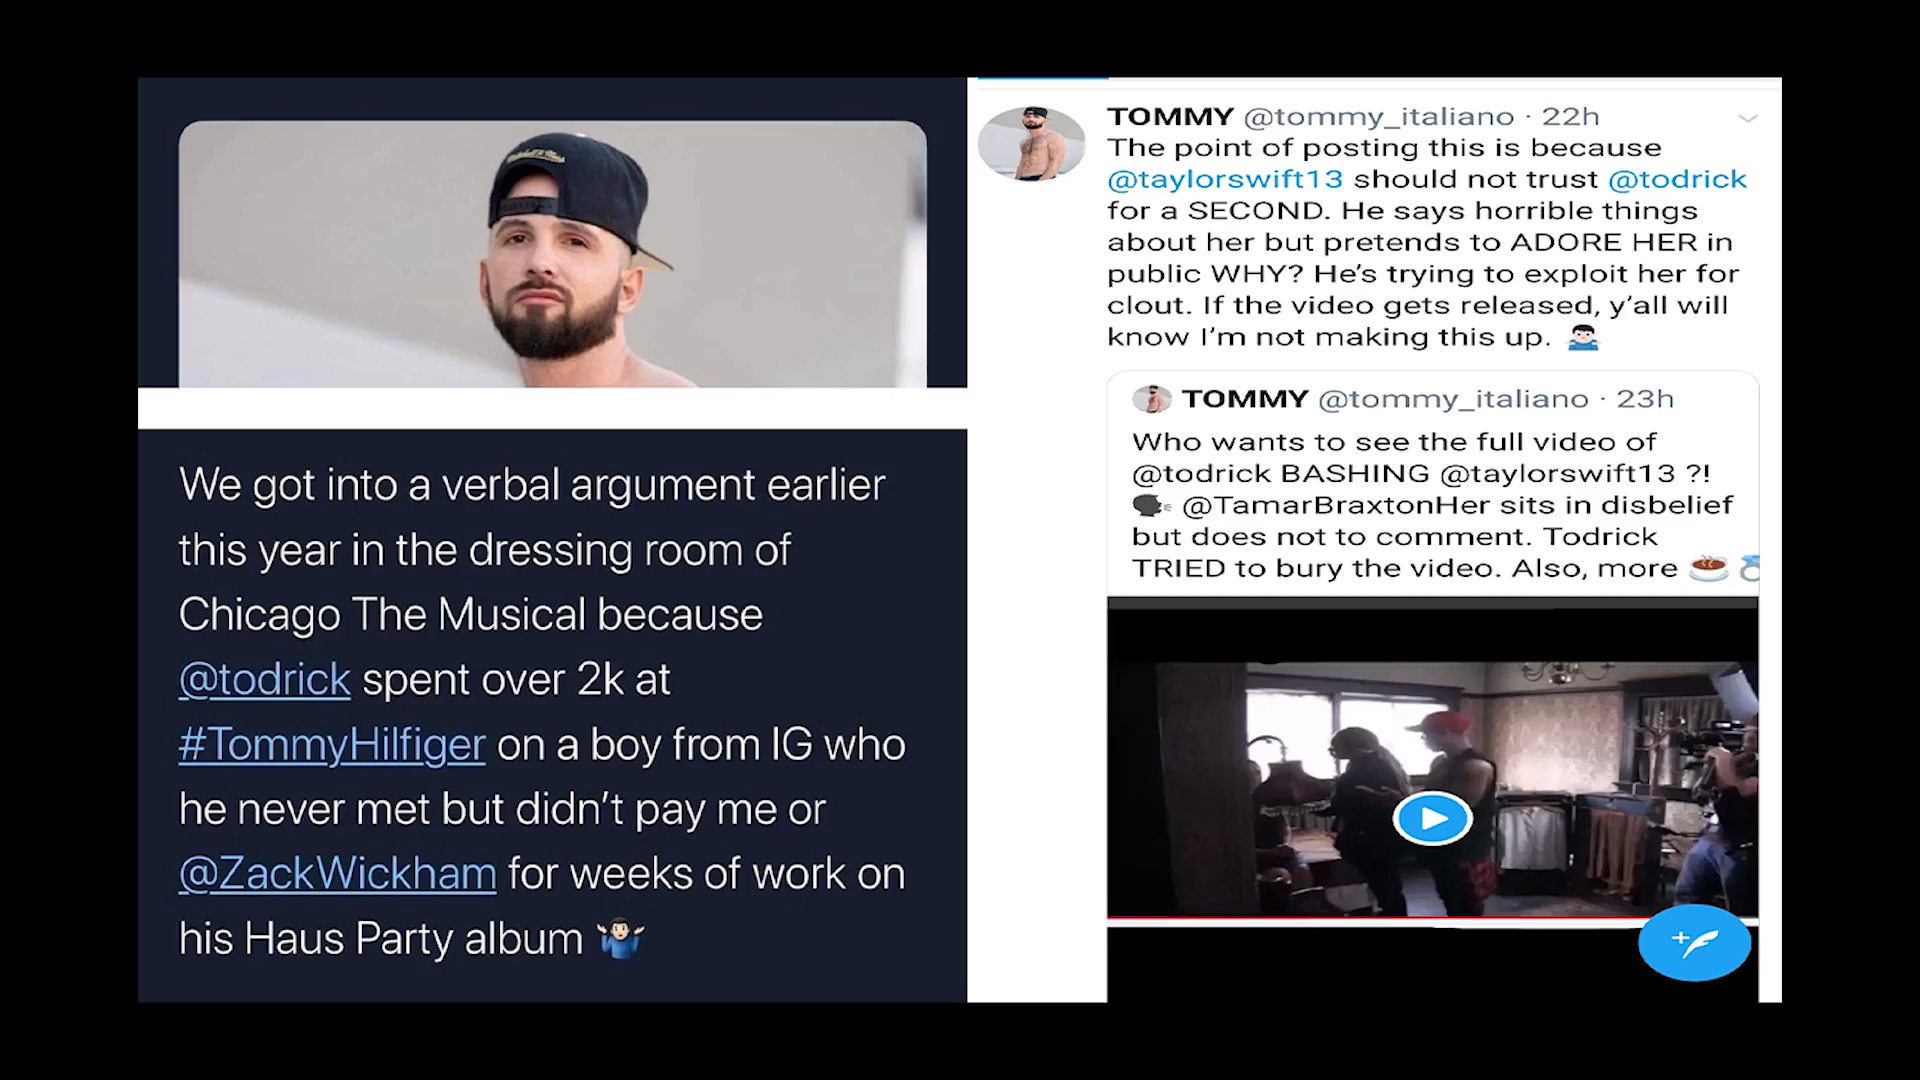 We got into a verbal argument earlier
this year in the dressing room of
Chicago The Musical because
@todrick spent over 2k at
#TommyHilfiger on a boy from IG who
he never met but didn't pay me or
@ZackWickham for weeks of work on
his Haus Party album 🤷🏻‍♂️
TOMMY @tommy_italiano · 22h
The point of posting this is because
@taylorswift13 should not trust @todrick
for a SECOND. He says horrible things
about her but pretends to ADORE HER in
public WHY? He's trying to exploit her for
clout. If the video gets released, y'all will
know I'm not making this up. 🤷🏻‍♂️
TOMMY @tommy_italiano · 23h
Who wants to see the full video of
@todrick BASHING @taylorswift13 ?!
🗣 @TamarBraxtonHer sits in disbelief
but does not to comment. Todrick
TRIED to bury the video. Also, more ☕💍